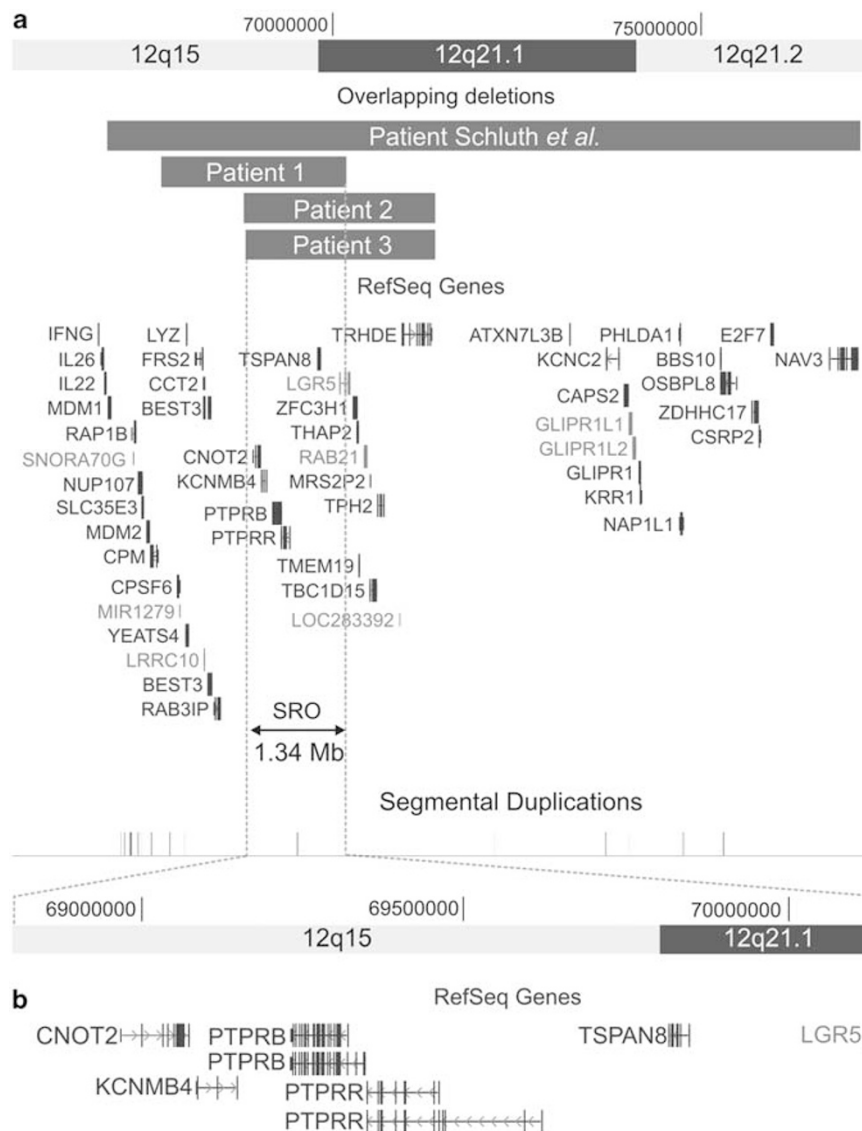 a
70000000 75000000
12q15 12q21.1 12q21.2
Overlapping deletions
Patient Schluth et al.
Patient 1
Patient 2
Patient 3
RefSeq Genes
IFNG LYZ TRHDE ATXN7L3B PHLDA1 E2F7
IL26 FRS2 TSPAN8 KCNC2 BBS10 NAV3
IL22 CCT2 LGR5 CAPS2 OSBPL8
MDM1 BEST3 ZFC3H1 GLIPR1L1 ZDHHC17
RAP1B THAP2 GLIPR1L2 CSRP2
SNORA70G CNOT2 RAB21 GLIPR1
NUP107 KCNMB4 MRS2P2 KRR1
SLC35E3 PTPRB TPH2 NAP1L1
MDM2 PTPRR
CPM TMEM19
CPSF6 TBC1D15
MIR1279 LOC283392
YEATS4
LRRC10
BEST3
RAB3IP
SRO
1.34 Mb
Segmental Duplications
69000000 69500000 70000000
12q15 12q21.1
b
RefSeq Genes
CNOT2 PTPRB TSPAN8 LGR5
PTPRB
KCNMB4 PTPRR
PTPRR